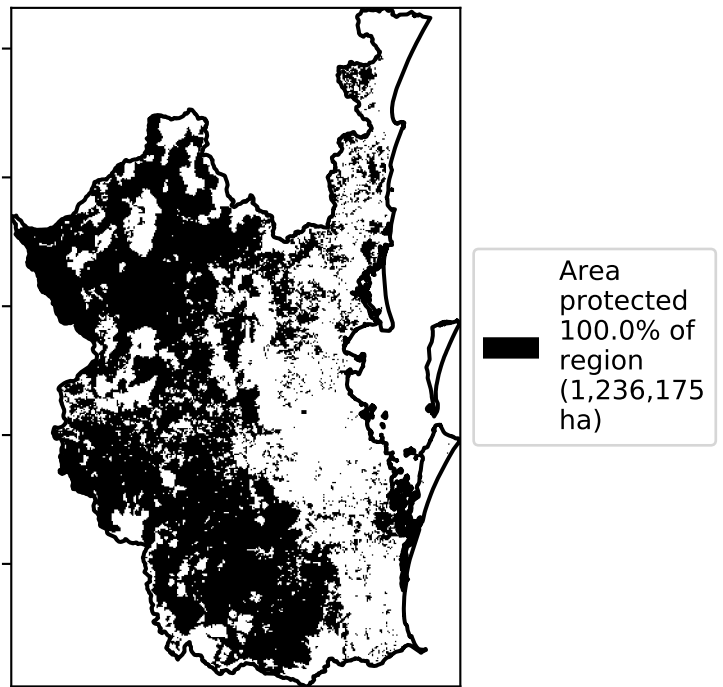 Area
protected
100.0% of
region
(1,236,175
ha)